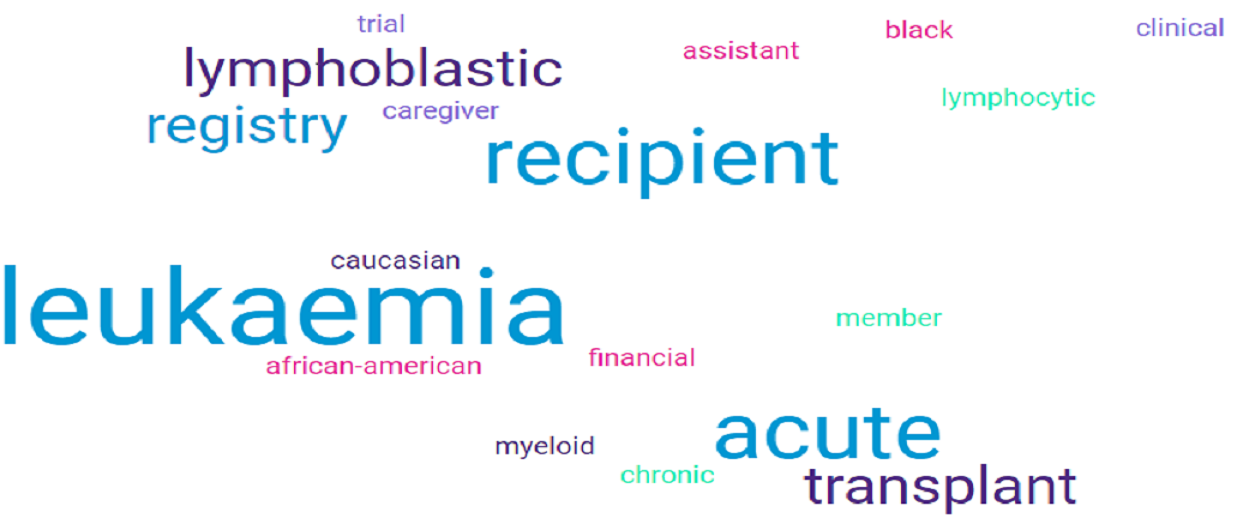 trial
black
clinical
assistant
lymphoblastic
lymphocytic
caregiver
registry
recipient
caucasian
leukaemia
member
financial
african-american
acute
myeloid
chronic
transplant